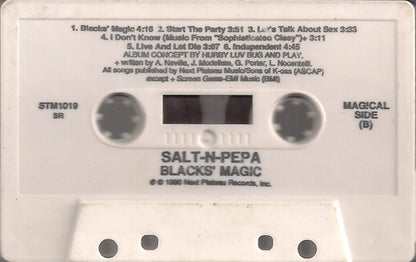 1. Blacks' Magic 4:16 2. Start The Party 3:51 3. Let's Talk About Sex 3:33
4. I Don't Know (Music From "Sophisticated Cissy")+ 3:11
5. Live And Let Die 3:07 6. Independent 4:45
ALBUM CONCEPT BY HURBY LUV BUG AND PLAY.
+ written by A. Neville, J. Modeliste, G. Porter, L. Nocentelli.
All songs published by Next Plateau Music/Sons of K-oss (ASCAP)
except + Screen Gems-EMI Music (BMI)
STM1019
SR
MAGICAL
SIDE
(B)
SALT-N-PEPA
BLACKS' MAGIC
℗ © 1990 Next Plateau Records, Inc.